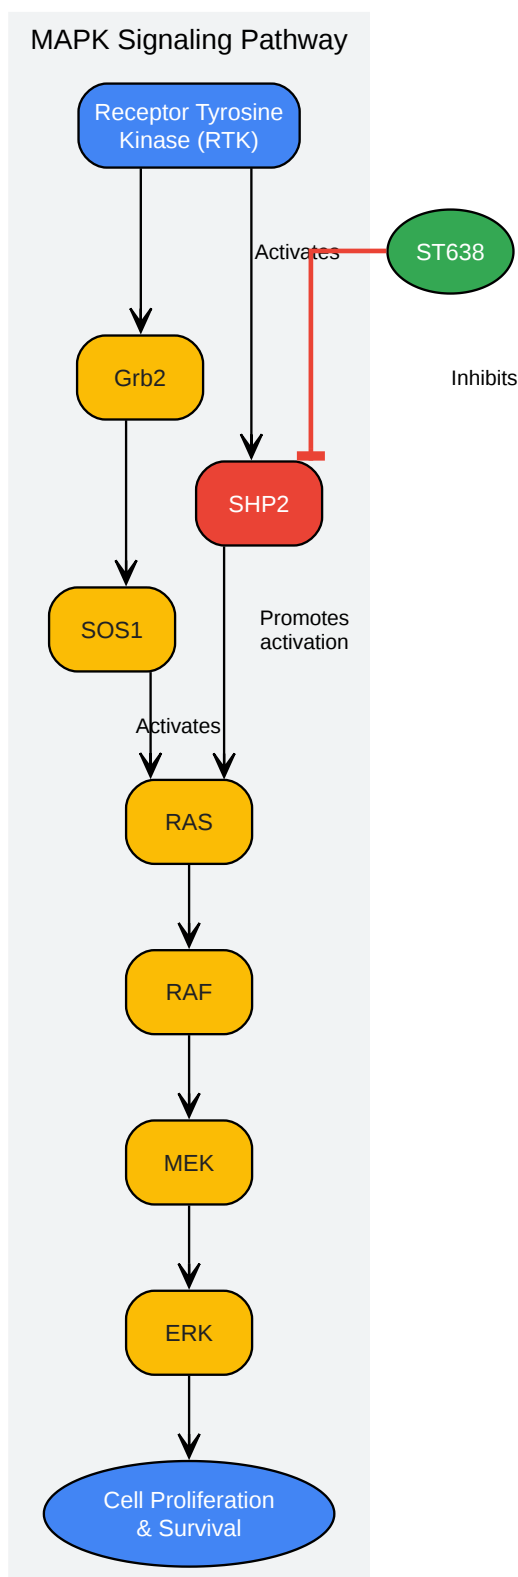 MAPK Signaling Pathway
Receptor Tyrosine
Kinase (RTK)
Activates
ST638
Grb2
Inhibits
SHP2
SOS1
Promotes
activation
Activates
RAS
RAF
MEK
ERK
Cell Proliferation
& Survival